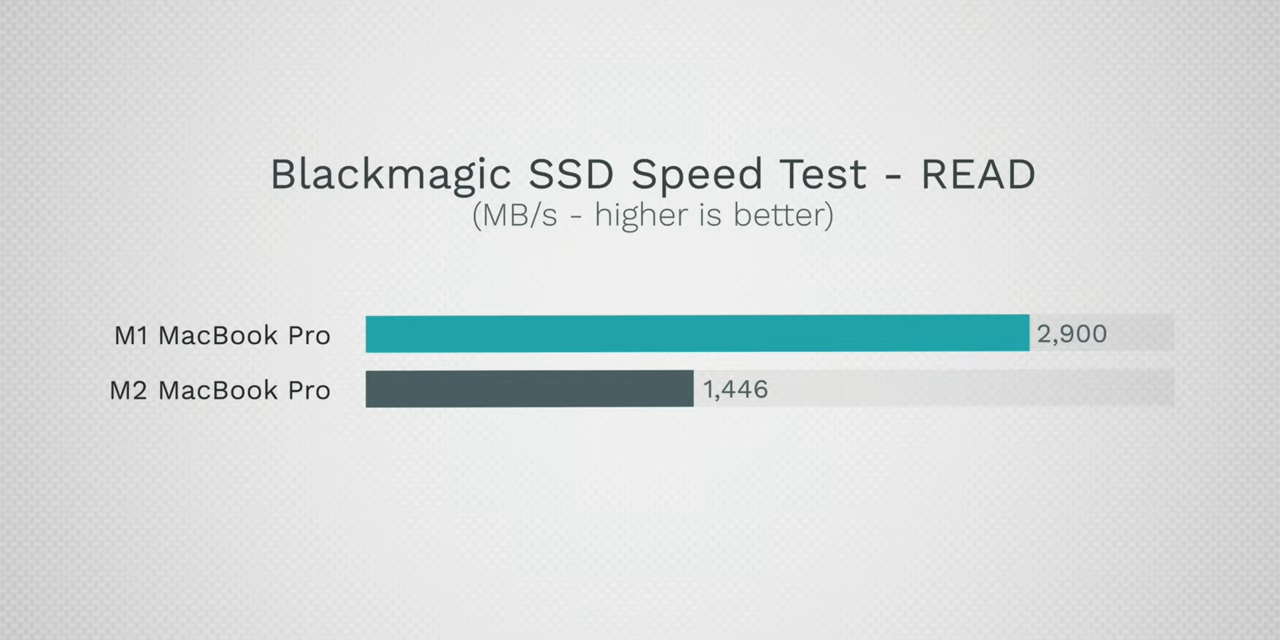 Blackmagic SSD Speed Test - READ
(MB/s - higher is better)
M1 MacBook Pro 2,900
M2 MacBook Pro 1,446